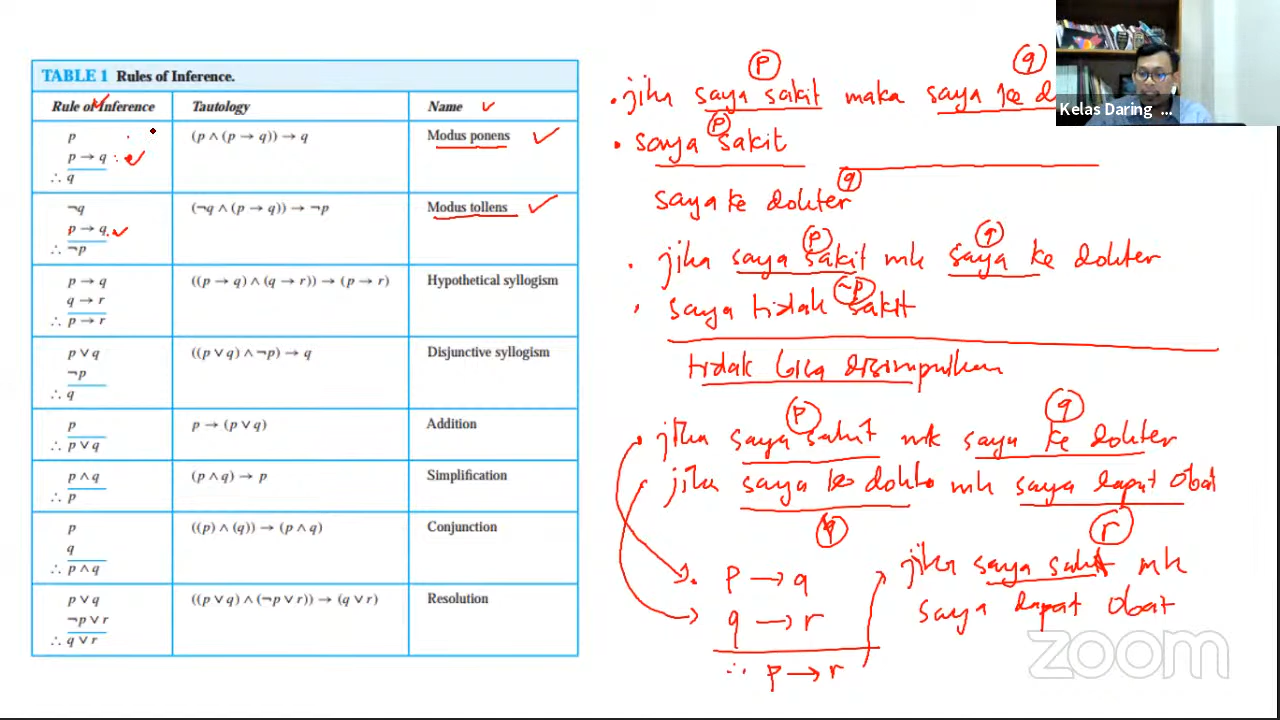 TABLE 1 Rules of Inference.
Rule of Inference Tautology Name
p
p → q
∴ q
(p ∧ (p → q)) → q
Modus ponens
¬q
p → q
∴ ¬p
(¬q ∧ (p → q)) → ¬p
Modus tollens
p → q
q → r
∴ p → r
((p → q) ∧ (q → r)) → (p → r)
Hypothetical syllogism
p ∨ q
¬p
∴ q
((p ∨ q) ∧ ¬p) → q
Disjunctive syllogism
p
∴ p ∨ q
p → (p ∨ q)
Addition
p ∧ q
∴ p
(p ∧ q) → p
Simplification
p
q
∴ p ∧ q
((p) ∧ (q)) → (p ∧ q)
Conjunction
p ∨ q
¬p ∨ r
∴ q ∨ r
((p ∨ q) ∧ (¬p ∨ r)) → (q ∨ r)
Resolution
p q
jika saya sakit maka saya ke d
p
saya sakit
q
saya ke dokter
p q
jika saya sakit mk saya ke dokter
~p
saya tidak sakit
tidak bisa disimpulkan
p q
jika saya sakit mk saya ke dokter
jika saya ke dokter mk saya dapat obat
q r
p → q
q → r
∴ p → r
jika saya sakit mk
saya dapat obat
Kelas Daring ...
zoom